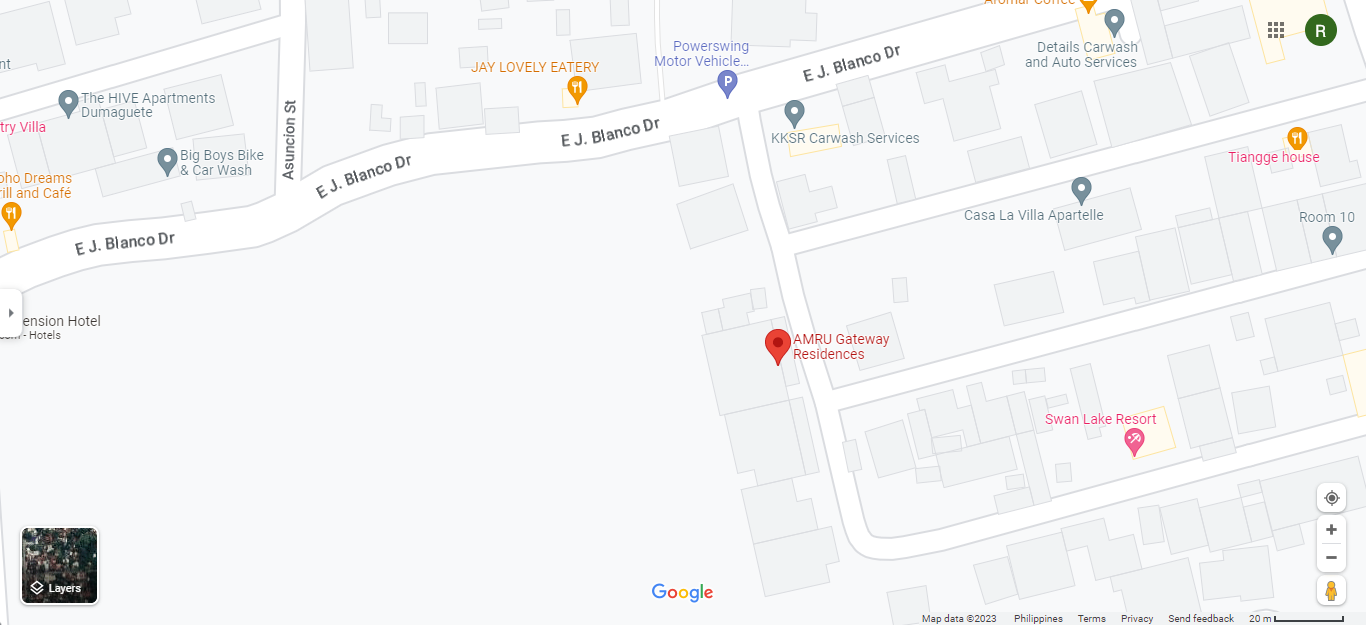 Aromar Coffee
R
Details Carwash
and Auto Services
Powerswing
Motor Vehicle...
P
E J. Blanco Dr
JAY LOVELY EATERY
nt
The HIVE Apartments
Dumaguete
try Villa
Asuncion St
E J. Blanco Dr
KKSR Carwash Services
Tiangge house
Big Boys Bike
& Car Wash
E J. Blanco Dr
oho Dreams
rill and Café
Casa La Villa Apartelle
Room 10
E J. Blanco Dr
ension Hotel
- Hotels
AMRU Gateway
Residences
Swan Lake Resort
Layers
Google
Map data ©2023 Philippines Terms Privacy Send feedback 20 m